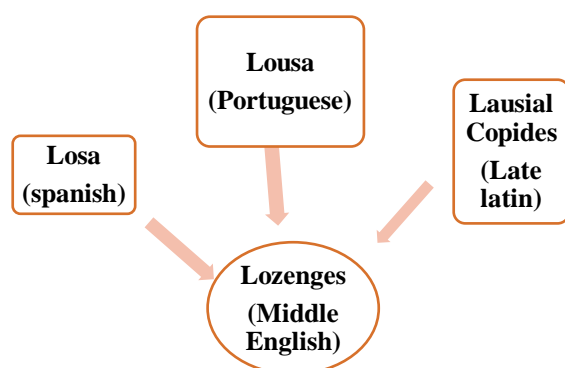 Lousa
(Portuguese)
Lausial
Copides
(Late
latin)
Losa
(spanish)
Lozenges
(Middle
English)